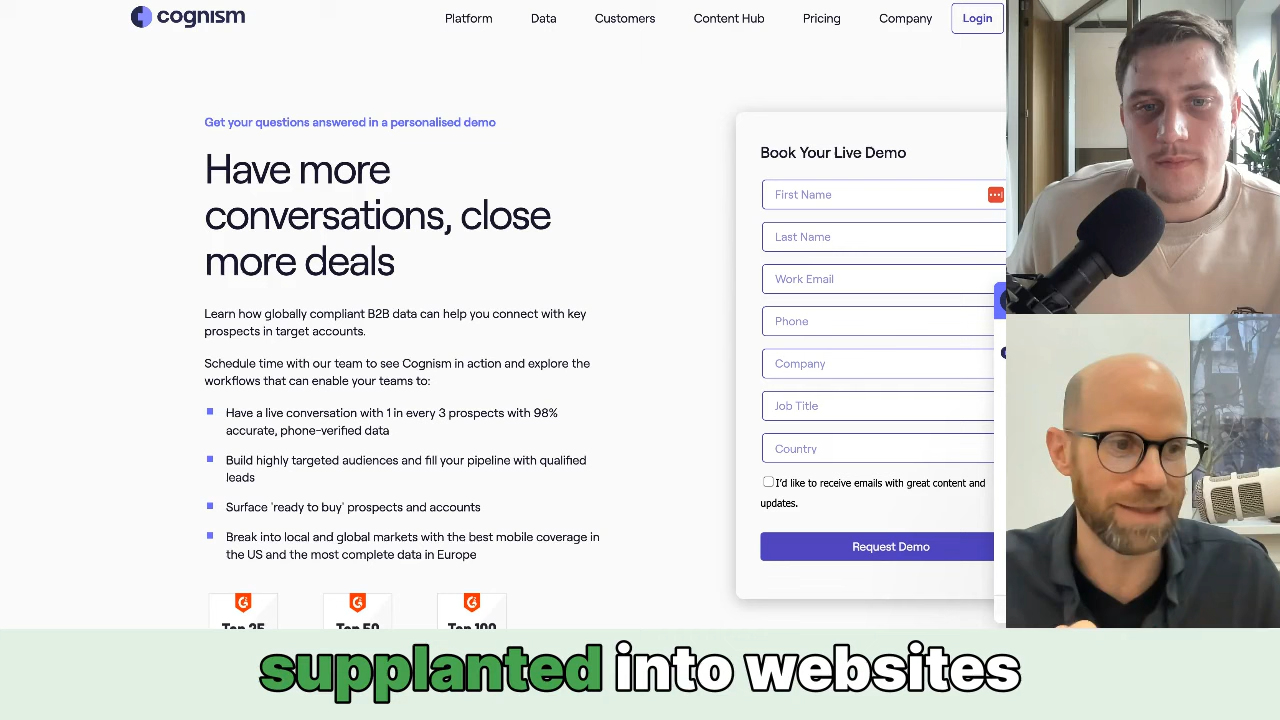 cognism
Platform Data Customers Content Hub Pricing Company Login
Get your questions answered in a personalised demo
Have more
conversations, close
more deals
Learn how globally compliant B2B data can help you connect with key
prospects in target accounts.
Schedule time with our team to see Cognism in action and explore the
workflows that can enable your teams to:
Have a live conversation with 1 in every 3 prospects with 98%
accurate, phone-verified data
Build highly targeted audiences and fill your pipeline with qualified
leads
Surface 'ready to buy' prospects and accounts
Break into local and global markets with the best mobile coverage in
the US and the most complete data in Europe
Top 25 Top 50 Top 100
Book Your Live Demo
First Name
Last Name
Work Email
Phone
Company
Job Title
Country
I'd like to receive emails with great content and
updates.
Request Demo
supplanted into websites